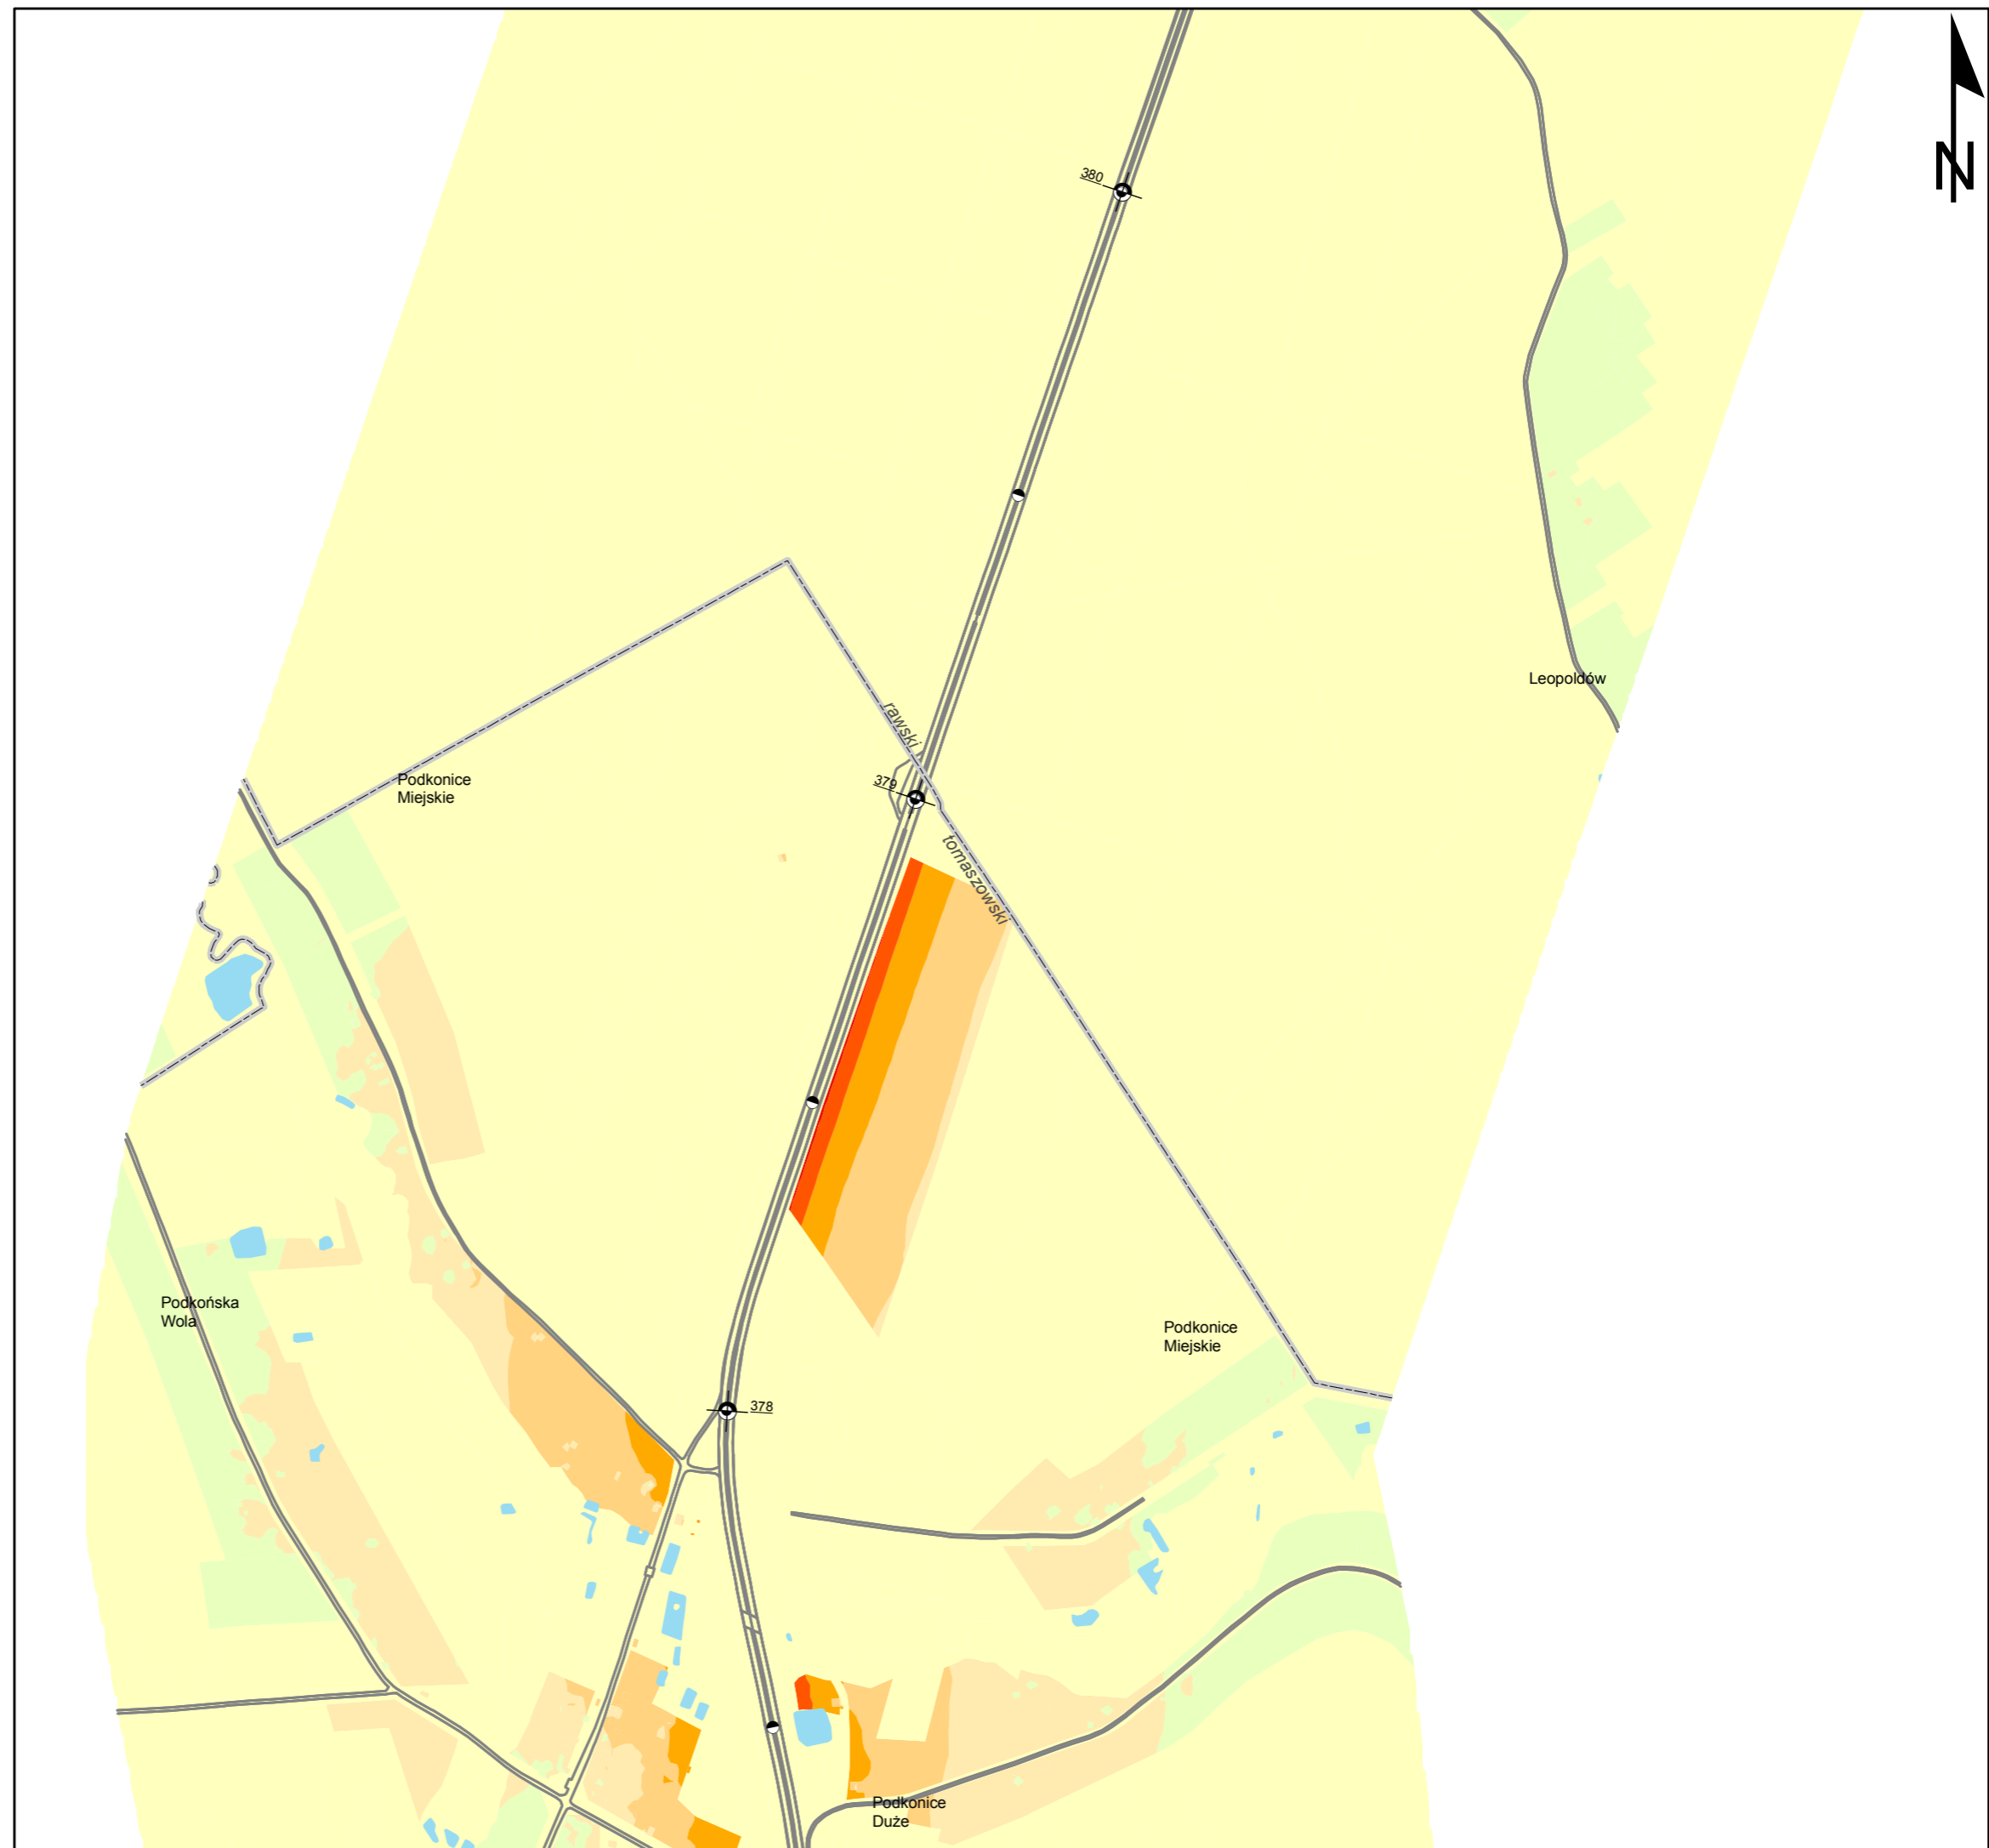 N
380
Leopoldów
rawski
379
Podkonice
Miejskie
tomaszowski
Podkońska
Wola
Podkonice
Miejskie
378
Podkonice
Duże